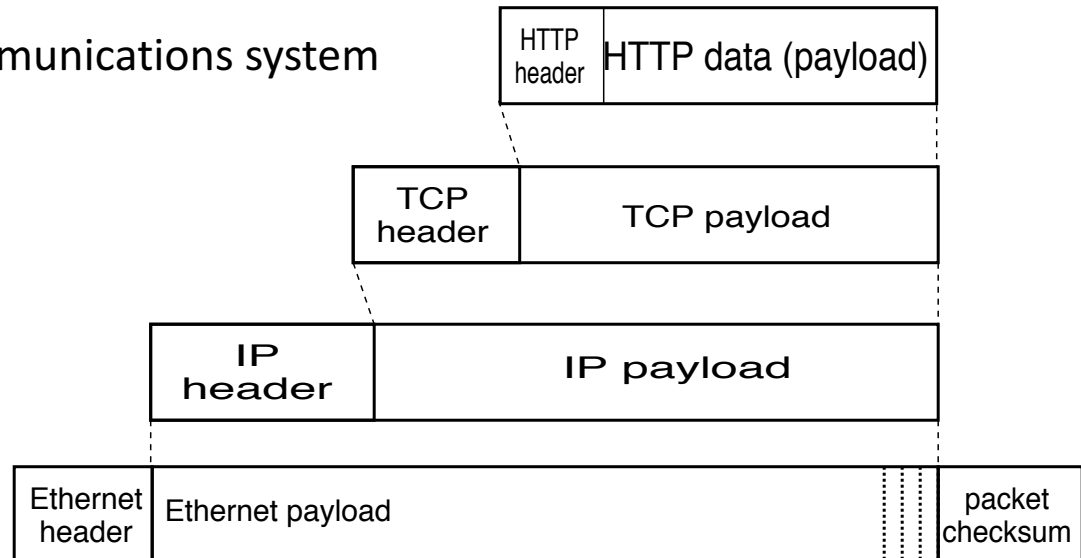 munications system
HTTP
header
HTTP data (payload)
TCP
header
TCP payload
IP
header
IP payload
Ethernet
header
Ethernet payload
packet
checksum